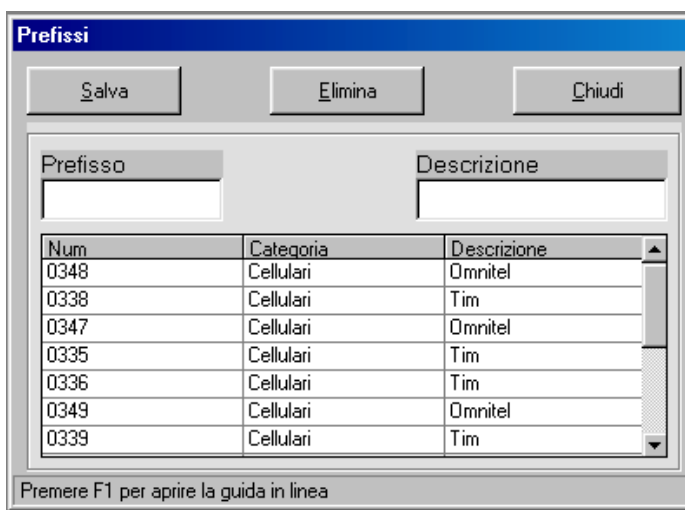 Prefissi
Salva Elimina Chiudi
Prefisso Descrizione
Num Categoria Descrizione
0348 Cellulari Omnitel
0338 Cellulari Tim
0347 Cellulari Omnitel
0335 Cellulari Tim
0336 Cellulari Tim
0349 Cellulari Omnitel
0339 Cellulari Tim
Premere F1 per aprire la guida in linea